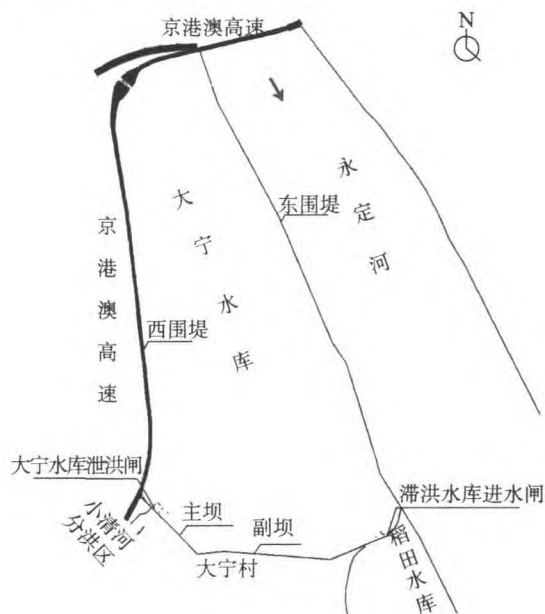 京港澳高速
N
大宁水库
永定河
东围堤
京港澳高速
西围堤
大宁水库泄洪闸
小清河
分洪区
主坝
副坝
大宁村
滞洪水库进水闸
稻田水库